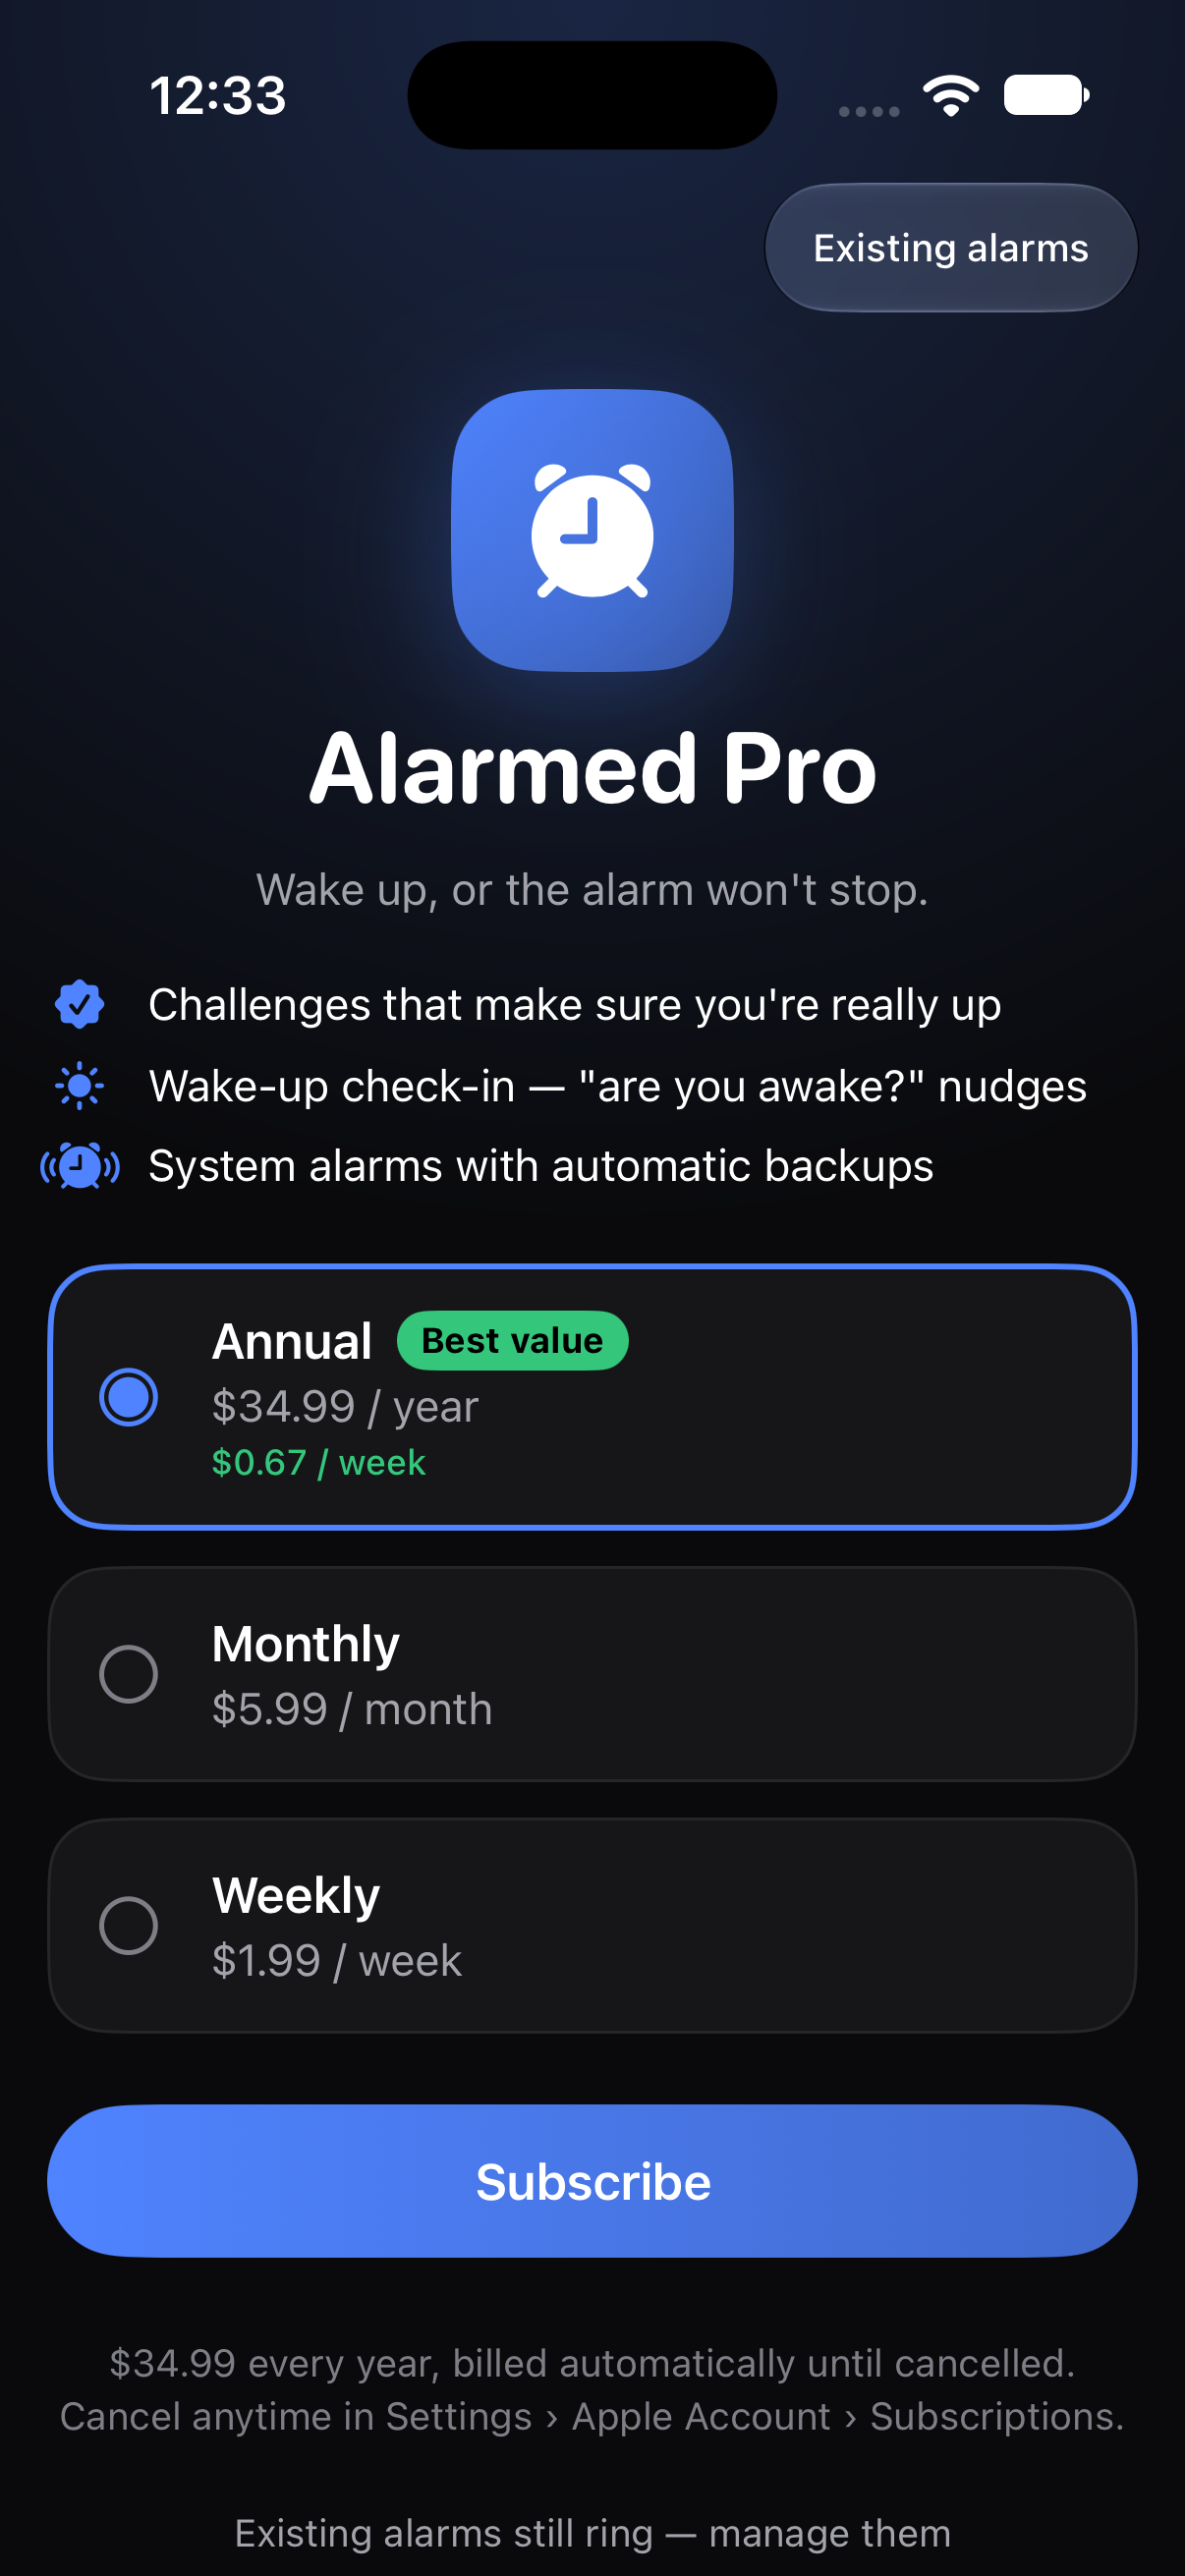 12:33
Existing alarms
Alarmed Pro
Wake up, or the alarm won't stop.
Challenges that make sure you're really up
Wake-up check-in — "are you awake?" nudges
System alarms with automatic backups
Annual Best value
$34.99 / year
$0.67 / week
Monthly
$5.99 / month
Weekly
$1.99 / week
Subscribe
$34.99 every year, billed automatically until cancelled.
Cancel anytime in Settings › Apple Account › Subscriptions.
Existing alarms still ring — manage them